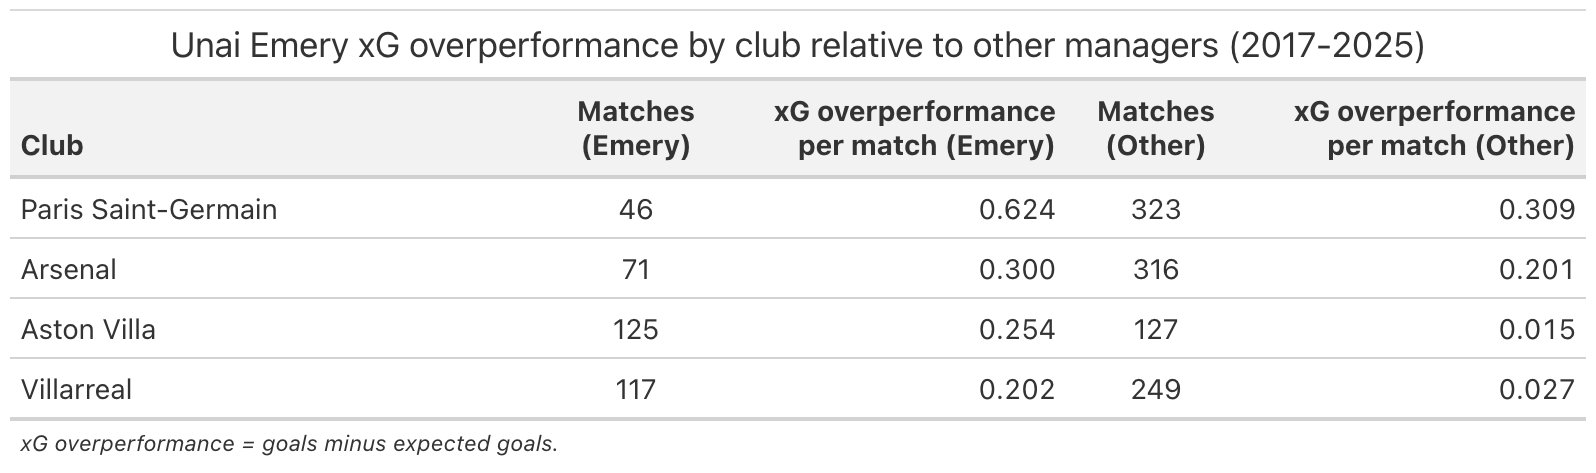 Unai Emery xG overperformance by club relative to other managers (2017-2025)
Club Matches (Emery) xG overperformance per match (Emery) Matches (Other) xG overperformance per match (Other)
Paris Saint-Germain 46 0.624 323 0.309
Arsenal 71 0.300 316 0.201
Aston Villa 125 0.254 127 0.015
Villarreal 117 0.202 249 0.027
xG overperformance = goals minus expected goals.